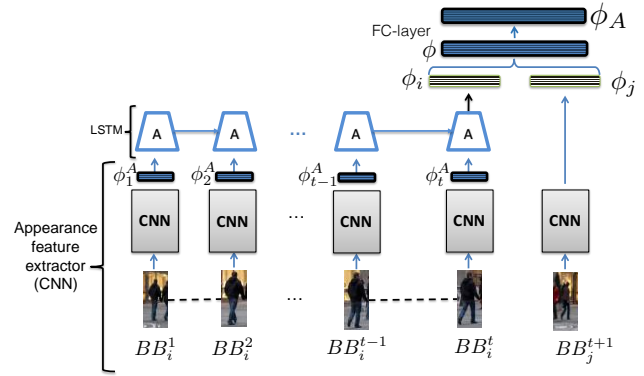 ϕ_A
FC-layer
ϕ
ϕ_i ϕ_j
LSTM
A A ... A A
ϕ_1^A ϕ_2^A ϕ_{t-1}^A ϕ_t^A
CNN CNN ... CNN CNN CNN
Appearance
feature
extractor
(CNN)
...
BB_i^1 BB_i^2 BB_i^{t-1} BB_i^t BB_j^{t+1}